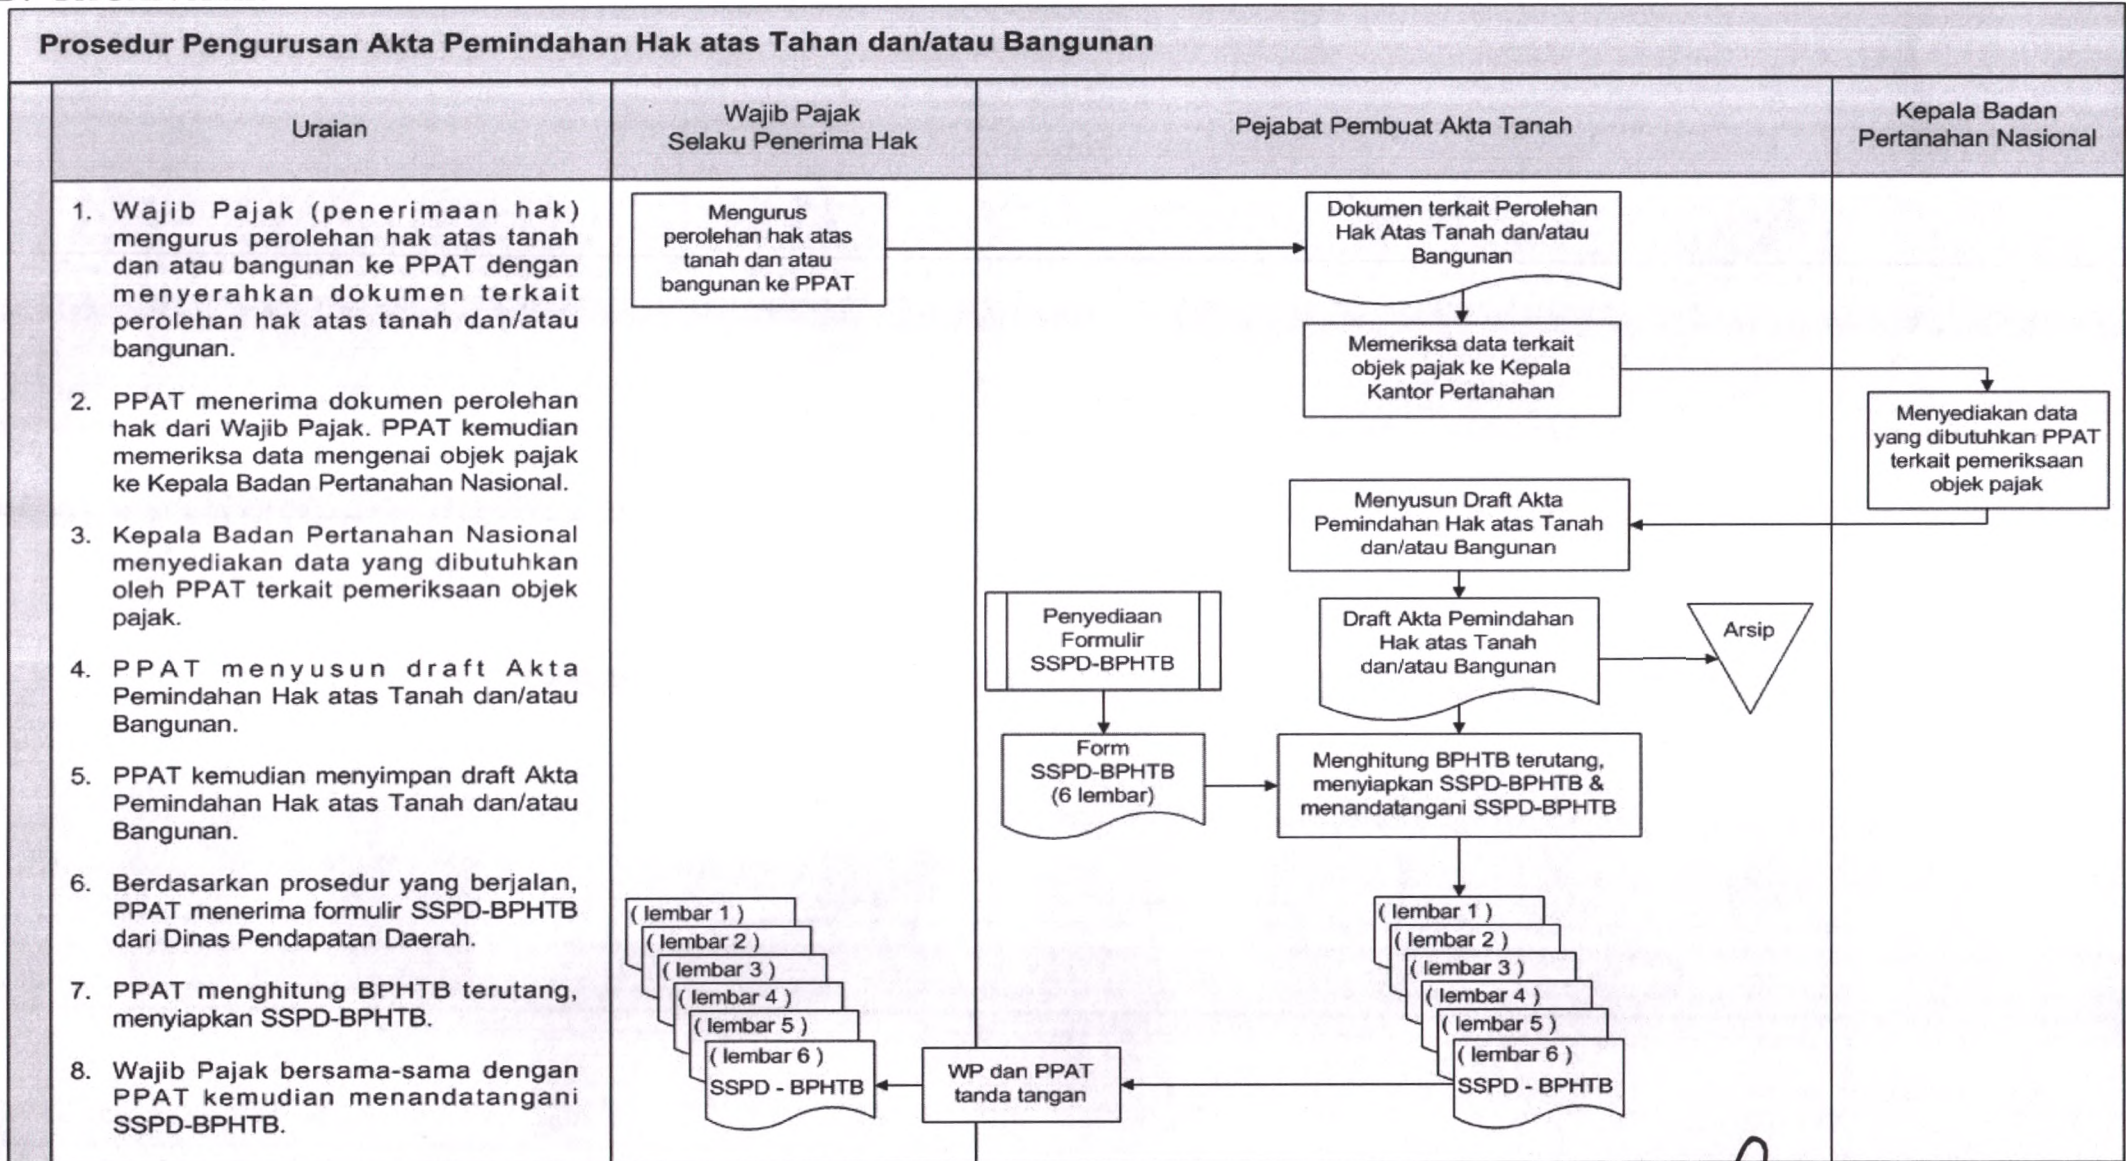 Prosedur Pengurusan Akta Pemindahan Hak atas Tahan dan/atau Bangunan
Uraian
Wajib Pajak
Selaku Penerima Hak
Pejabat Pembuat Akta Tanah
Kepala Badan
Pertanahan Nasional
1. Wajib Pajak (penerimaan hak)
mengurus perolehan hak atas tanah
dan atau bangunan ke PPAT dengan
menyerahkan dokumen terkait
perolehan hak atas tanah dan/atau
bangunan.
2. PPAT menerima dokumen perolehan
hak dari Wajib Pajak. PPAT kemudian
memeriksa data mengenai objek pajak
ke Kepala Badan Pertanahan Nasional.
3. Kepala Badan Pertanahan Nasional
menyediakan data yang dibutuhkan
oleh PPAT terkait pemeriksaan objek
pajak.
4. PPAT menyusun draft Akta
Pemindahan Hak atas Tanah dan/atau
Bangunan.
5. PPAT kemudian menyimpan draft Akta
Pemindahan Hak atas Tanah dan/atau
Bangunan.
6. Berdasarkan prosedur yang berjalan,
PPAT menerima formulir SSPD-BPHTB
dari Dinas Pendapatan Daerah.
7. PPAT menghitung BPHTB terutang,
menyiapkan SSPD-BPHTB.
8. Wajib Pajak bersama-sama dengan
PPAT kemudian menandatangani
SSPD-BPHTB.
Mengurus
perolehan hak atas
tanah dan atau
bangunan ke PPAT
Dokumen terkait Perolehan
Hak Atas Tanah dan/atau
Bangunan
Memeriksa data terkait
objek pajak ke Kepala
Kantor Pertanahan
Menyediakan data
yang dibutuhkan PPAT
terkait pemeriksaan
objek pajak
Menyusun Draft Akta
Pemindahan Hak atas Tanah
dan/atau Bangunan
Penyediaan
Formulir
SSPD-BPHTB
Draft Akta Pemindahan
Hak atas Tanah
dan/atau Bangunan
Arsip
Form
SSPD-BPHTB
(6 lembar)
Menghitung BPHTB terutang,
menyiapkan SSPD-BPHTB &
menandatangani SSPD-BPHTB
( lembar 1 )
( lembar 2 )
( lembar 3 )
( lembar 4 )
( lembar 5 )
( lembar 6 )
SSPD - BPHTB
WP dan PPAT
tanda tangan
( lembar 1 )
( lembar 2 )
( lembar 3 )
( lembar 4 )
( lembar 5 )
( lembar 6 )
SSPD - BPHTB